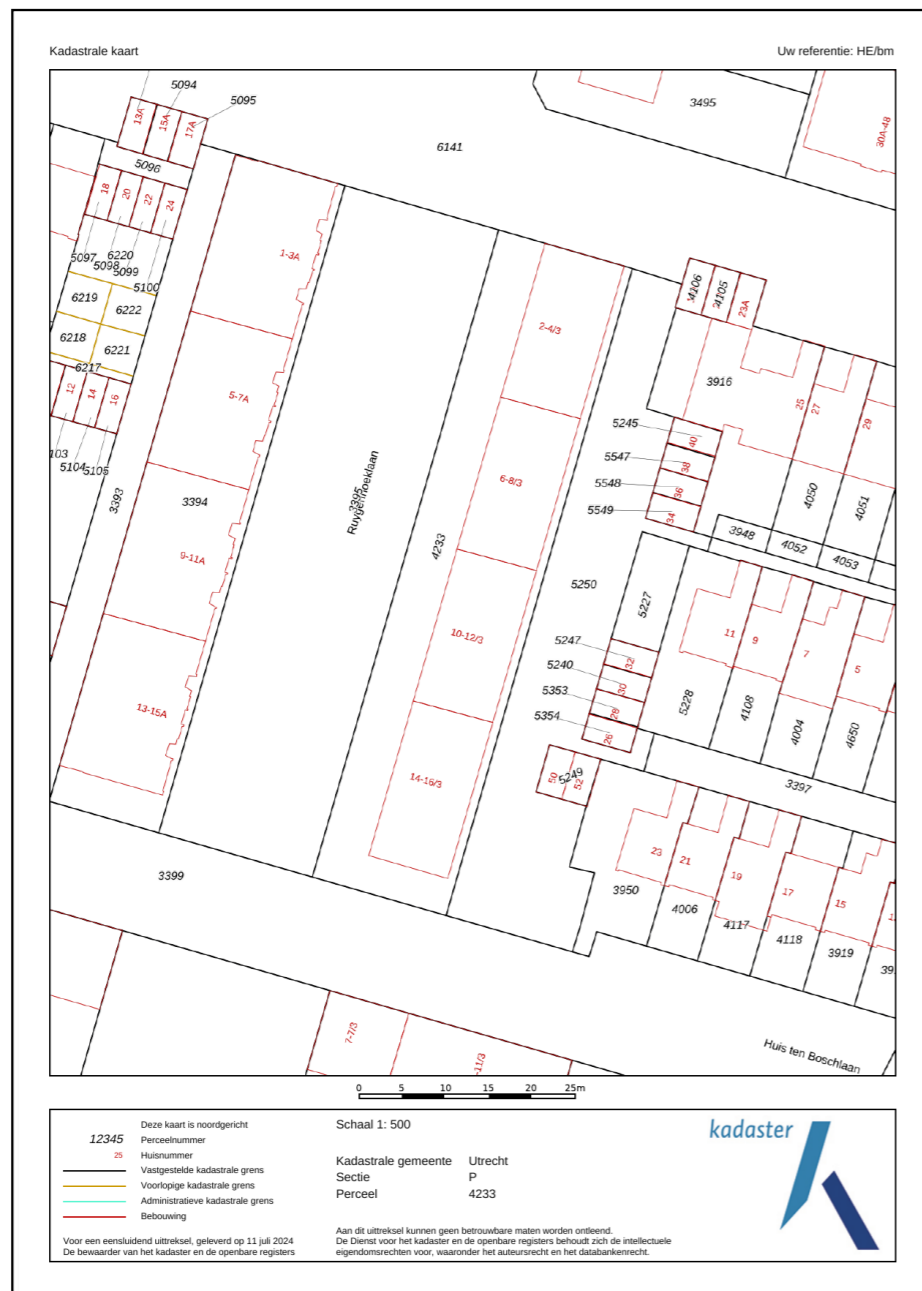 Kadastrale kaart
Uw referentie: HE/bm
5094
5095
13A
15A
17A
3495
30A-48
6141
5096
18
20
22
24
5097
5098
6220
5099
5100
6219
6222
6218
6221
6217
12
14
16
103
5104
5105
3393
3394
1-3A
5-7A
9-11A
13-15A
3395
Ruygenhoeklaan
4233
2-4/3
6-8/3
10-12/3
14-16/3
4106
4105
23A
3916
25
27
29
5245
40
5547
38
5548
36
5549
34
4050
4051
3948
4052
4053
5250
5227
5247
32
5240
30
5353
28
5354
26
11
9
7
5
5228
4108
4004
4650
3397
50
5249
52
23
21
19
17
15
3950
4006
4117
4118
3919
39
3399
7-7/3
-11/3
Huis ten Boschlaan
0 5 10 15 20 25m
Deze kaart is noordgericht
12345 Perceelnummer
25 Huisnummer
Vastgestelde kadastrale grens
Voorlopige kadastrale grens
Administratieve kadastrale grens
Bebouwing
Voor een eensluidend uittreksel, geleverd op 11 juli 2024
De bewaarder van het kadaster en de openbare registers
Schaal 1: 500
Kadastrale gemeente Utrecht
Sectie P
Perceel 4233
Aan dit uittreksel kunnen geen betrouwbare maten worden ontleend.
De Dienst voor het kadaster en de openbare registers behoudt zich de intellectuele
eigendomsrechten voor, waaronder het auteursrecht en het databankenrecht.
kadaster